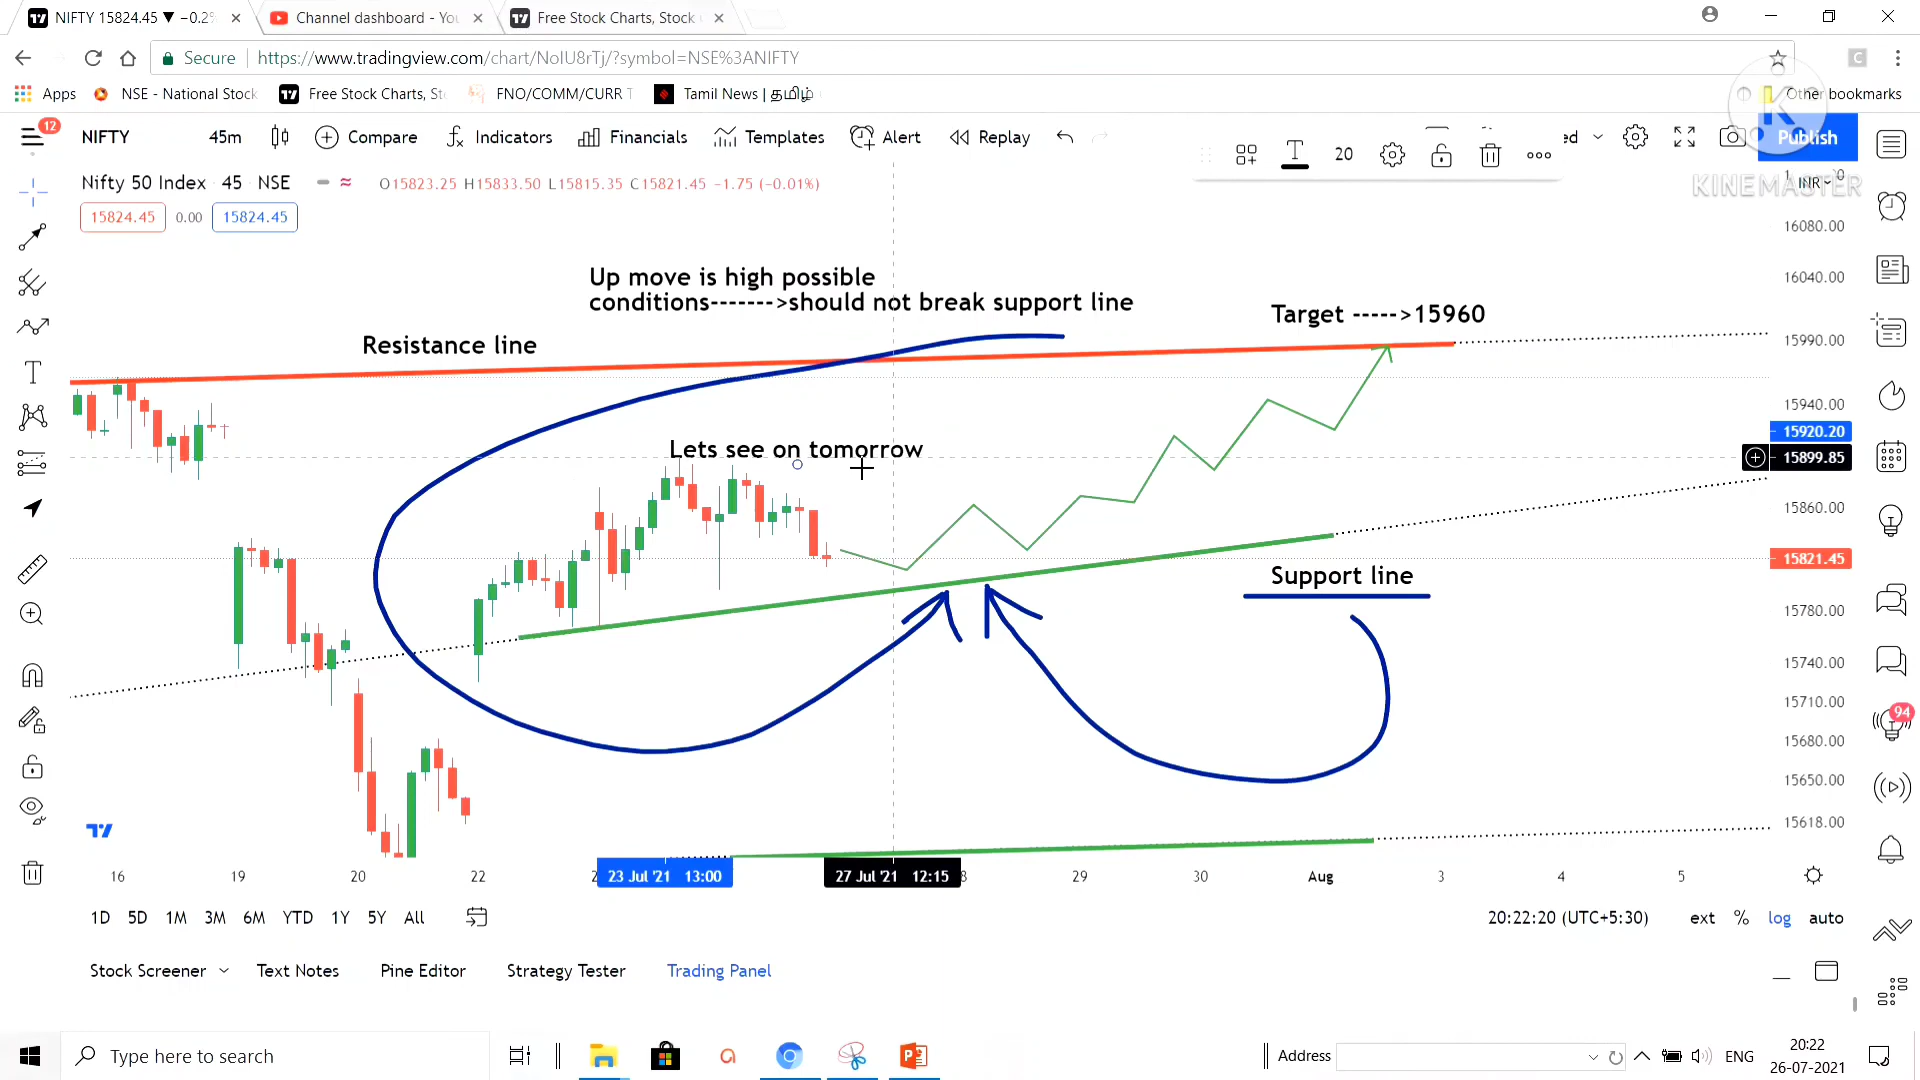 NIFTY 15824.45 ▼ −0.2%
Channel dashboard - You
Free Stock Charts, Stock
Secure
https://www.tradingview.com/chart/NoIU8rTj/?symbol=NSE%3ANIFTY
Apps
NSE - National Stock
Free Stock Charts, St
FNO/COMM/CURR T
Tamil News | தமிழ்
Other bookmarks
12
NIFTY
45m
Compare
Indicators
Financials
Templates
Alert
Replay
20
ed
Publish
K
KINEMASTER
INR
Nifty 50 Index · 45 · NSE
O15823.25 H15833.50 L15815.35 C15821.45 −1.75 (−0.01%)
15824.45
0.00
15824.45
Up move is high possible
conditions------->should not break support line
Target ----->15960
Resistance line
Lets see on tomorrow
Support line
16080.00
16040.00
15990.00
15940.00
15920.20
15899.85
15860.00
15821.45
15780.00
15740.00
15710.00
15680.00
15650.00
15618.00
94
16
19
20
22
2
23 Jul '21 13:00
27 Jul '21 12:15
8
29
30
Aug
3
4
5
1D
5D
1M
3M
6M
YTD
1Y
5Y
All
20:22:20 (UTC+5:30)
ext
%
log
auto
Stock Screener
Text Notes
Pine Editor
Strategy Tester
Trading Panel
Type here to search
Address
ENG
20:22
26-07-2021